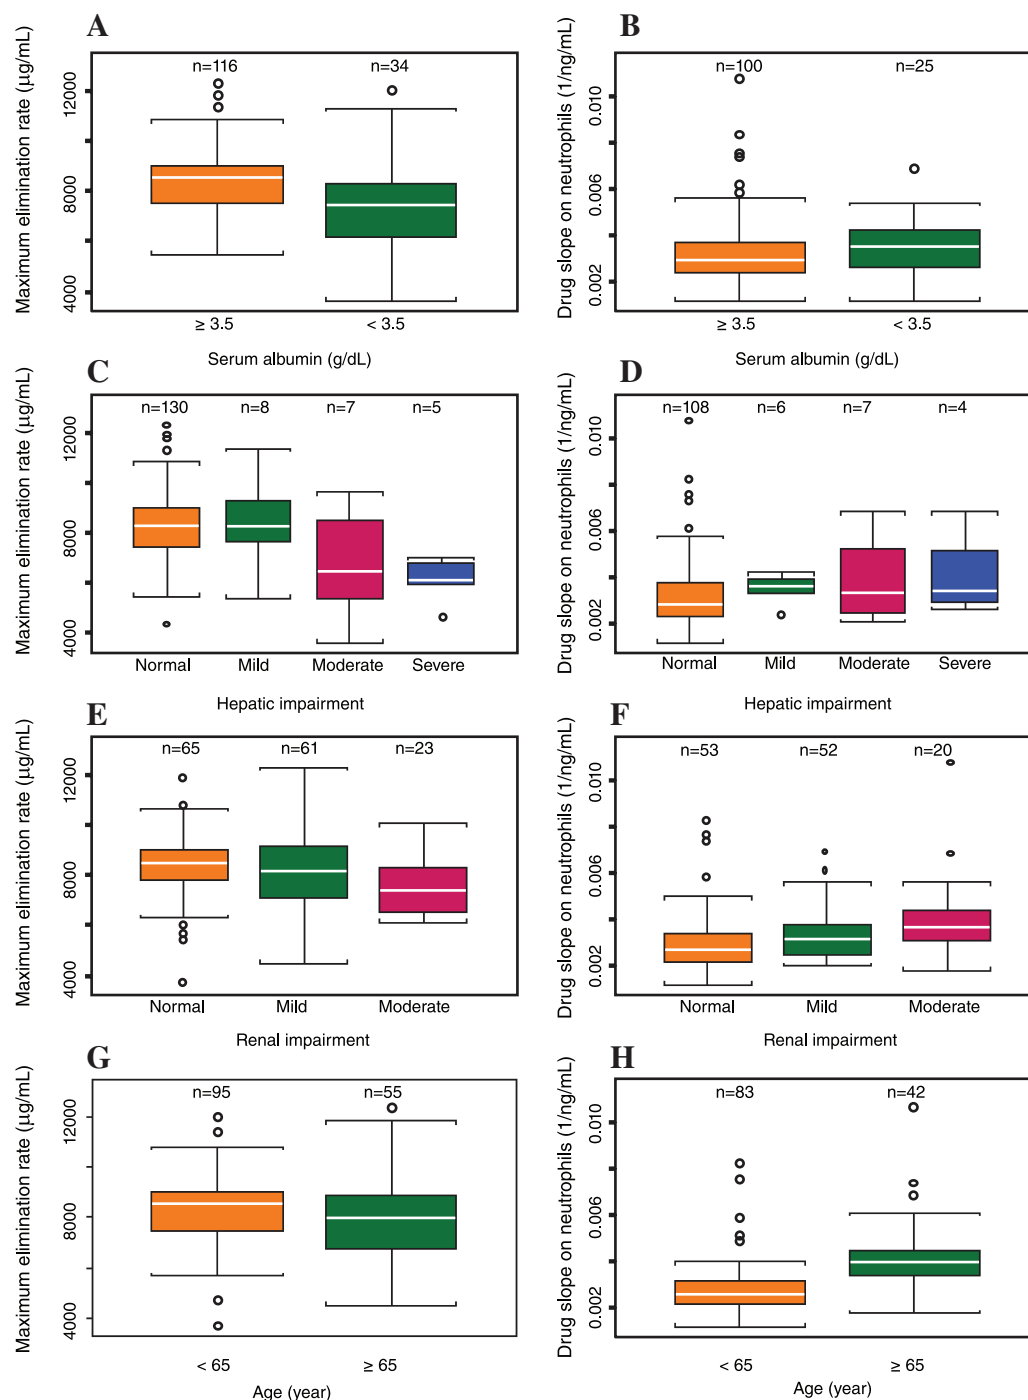 A
Maximum elimination rate (μg/mL)
12000
8000
4000
n=116
n=34
≥ 3.5
< 3.5
Serum albumin (g/dL)
B
Drug slope on neutrophils (1/ng/mL)
0.010
0.006
0.002
n=100
n=25
≥ 3.5
< 3.5
Serum albumin (g/dL)
C
Maximum elimination rate (μg/mL)
12000
8000
4000
n=130
n=8
n=7
n=5
Normal
Mild
Moderate
Severe
Hepatic impairment
D
Drug slope on neutrophils (1/ng/mL)
0.010
0.006
0.002
n=108
n=6
n=7
n=4
Normal
Mild
Moderate
Severe
Hepatic impairment
E
Maximum elimination rate (μg/mL)
12000
8000
4000
n=65
n=61
n=23
Normal
Mild
Moderate
Renal impairment
F
Drug slope on neutrophils (1/ng/mL)
0.010
0.006
0.002
n=53
n=52
n=20
Normal
Mild
Moderate
Renal impairment
G
Maximum elimination rate (μg/mL)
12000
8000
4000
n=95
n=55
< 65
≥ 65
Age (year)
H
Drug slope on neutrophils (1/ng/mL)
0.010
0.006
0.002
n=83
n=42
< 65
≥ 65
Age (year)